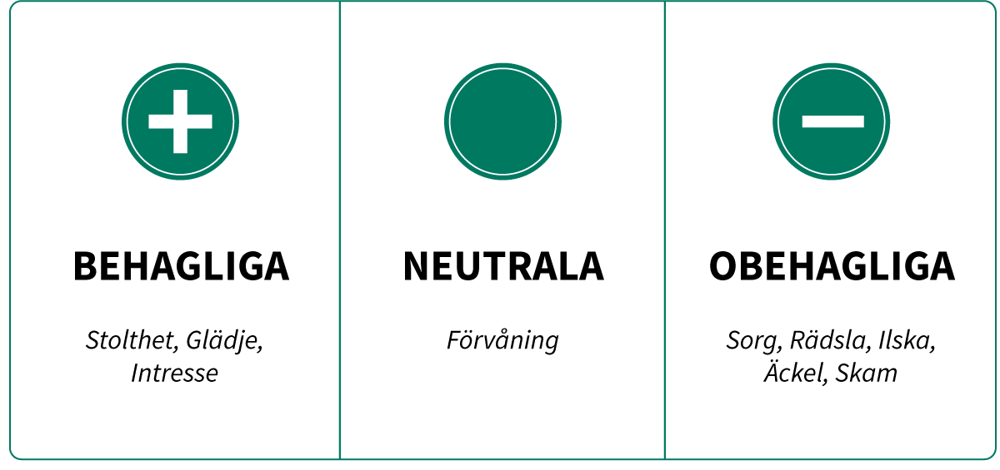 BEHAGLIGA
Stolthet, Glädje,
Intresse
NEUTRALA
Förvåning
OBEHAGLIGA
Sorg, Rädsla, Ilska,
Äckel, Skam